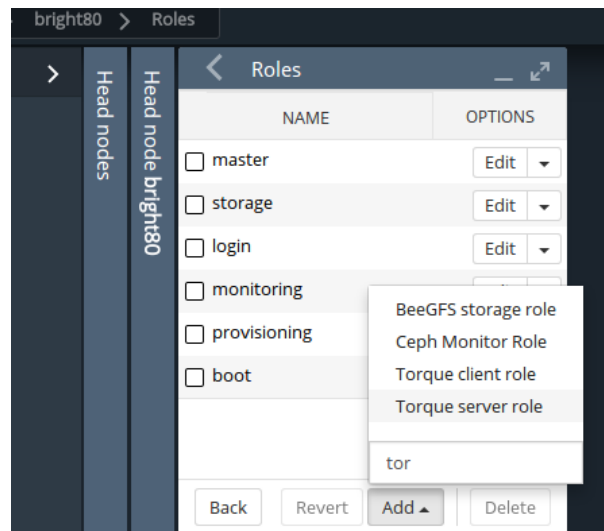 bright80 > Roles
Head nodes
Head node bright80
Roles
NAME OPTIONS
master Edit
storage Edit
login Edit
monitoring
provisioning
boot
BeeGFS storage role
Ceph Monitor Role
Torque client role
Torque server role
tor
Back Revert Add Delete